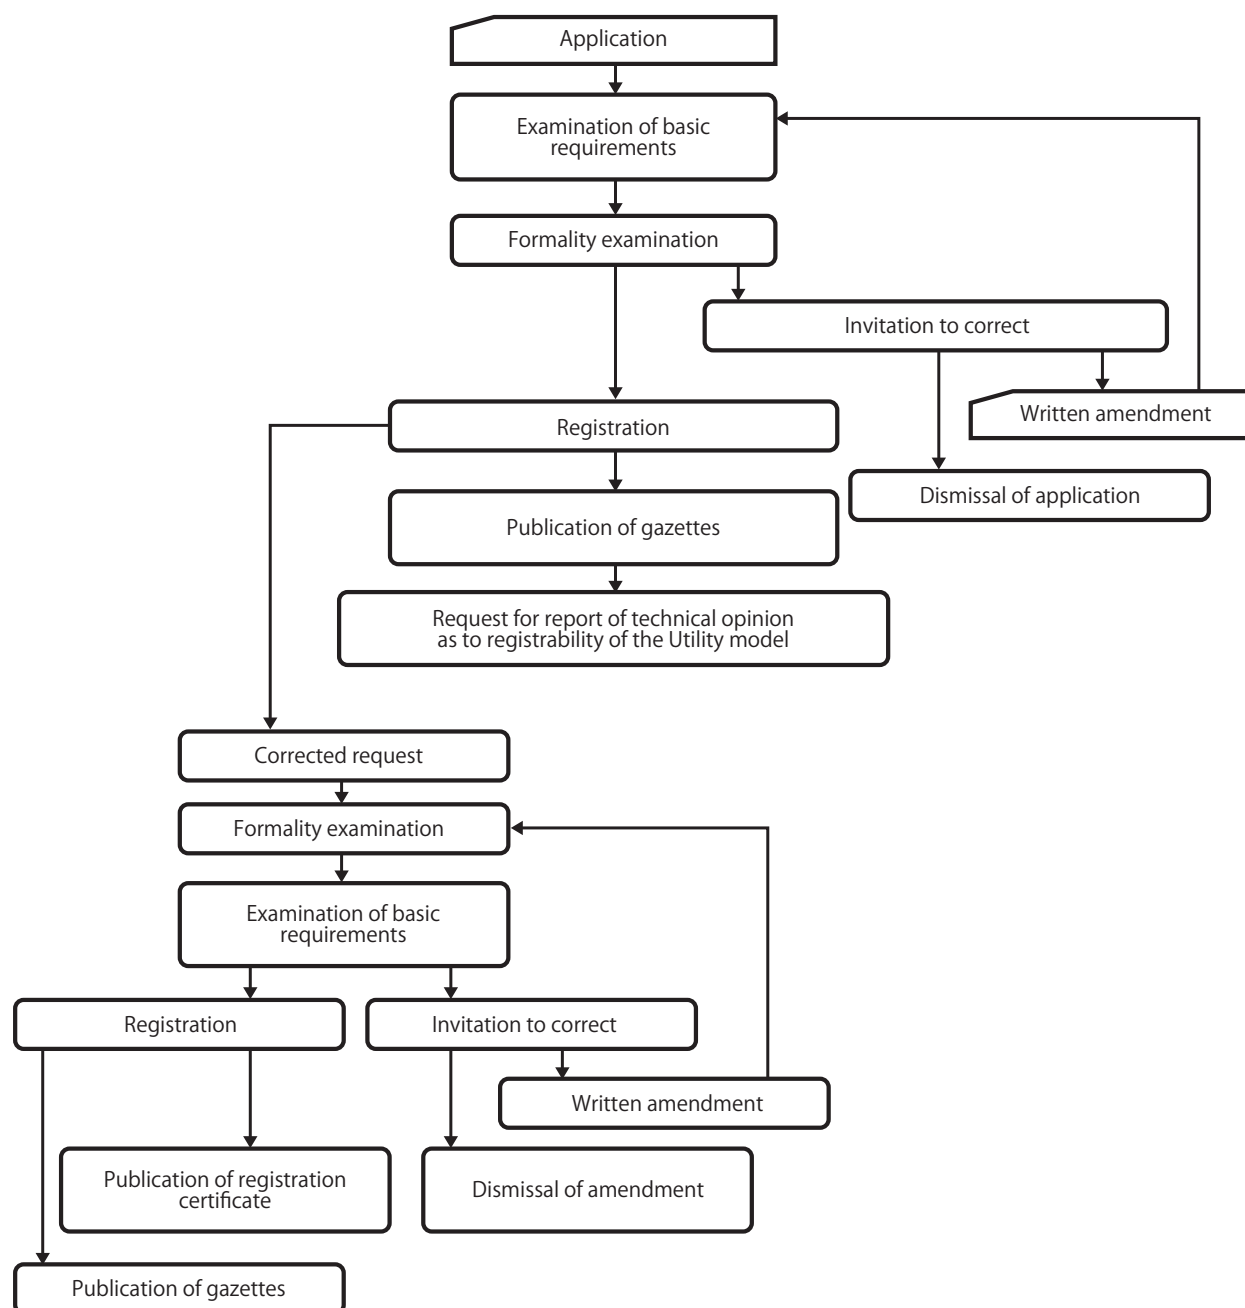 Application
Examination of basic
requirements
Formality examination
Invitation to correct
Written amendment
Registration
Dismissal of application
Publication of gazettes
Request for report of technical opinion
as to registrability of the Utility model
Corrected request
Formality examination
Examination of basic
requirements
Registration
Invitation to correct
Written amendment
Publication of registration
certificate
Dismissal of amendment
Publication of gazettes